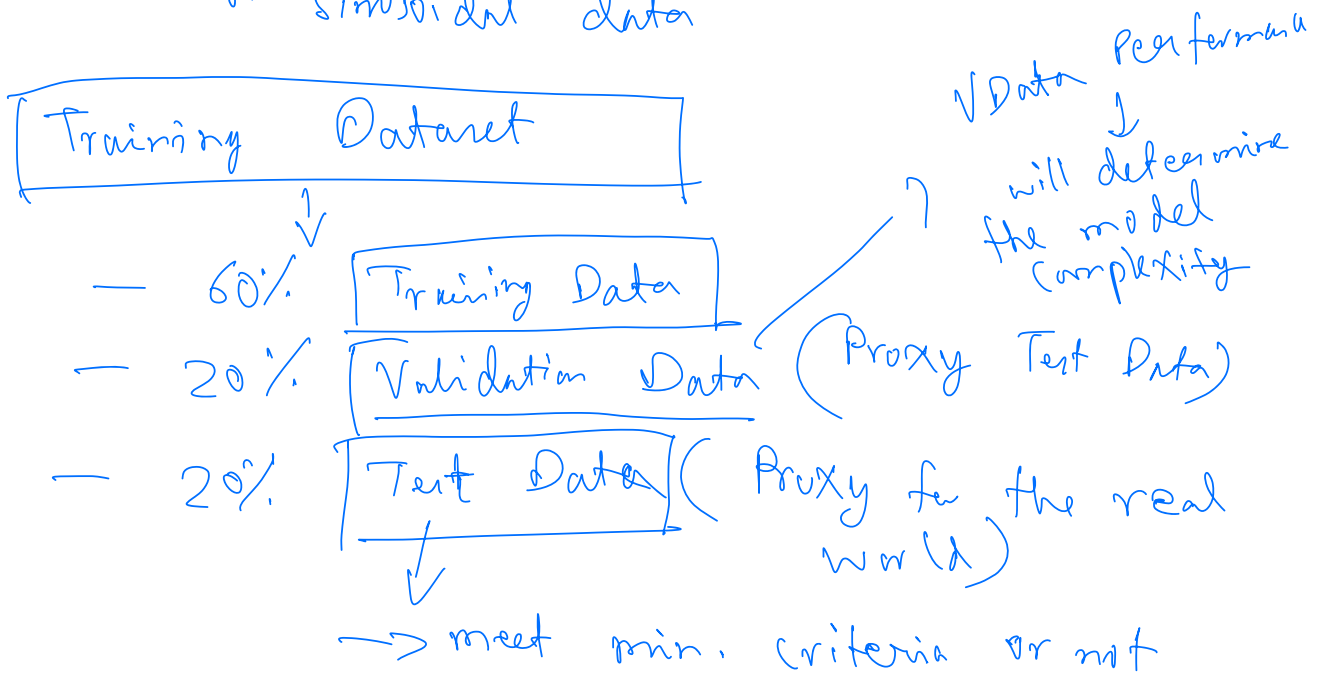 sinusoidal data
Training Dataset
- 60% Training Data
- 20% Validation Data (Proxy Test Data)
- 20% Test Data (Proxy for the real
world)
→ meet min. criteria or not
VData Performance
↓
will determine
the model
complexity